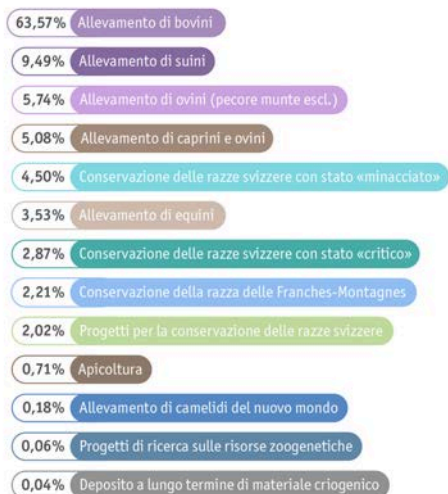 63,57% Allevamento di bovini
9,49% Allevamento di suini
5,74% Allevamento di ovini (pecore munte escl.)
5,08% Allevamento di caprini e ovini
4,50% Conservazione delle razze svizzere con stato «minacciato»
3,53% Allevamento di equini
2,87% Conservazione delle razze svizzere con stato «critico»
2,21% Conservazione della razza delle Franches-Montagnes
2,02% Progetti per la conservazione delle razze svizzere
0,71% Apicoltura
0,18% Allevamento di camelidi del nuovo mondo
0,06% Progetti di ricerca sulle risorse zoogenetiche
0,04% Deposito a lungo termine di materiale criogenico